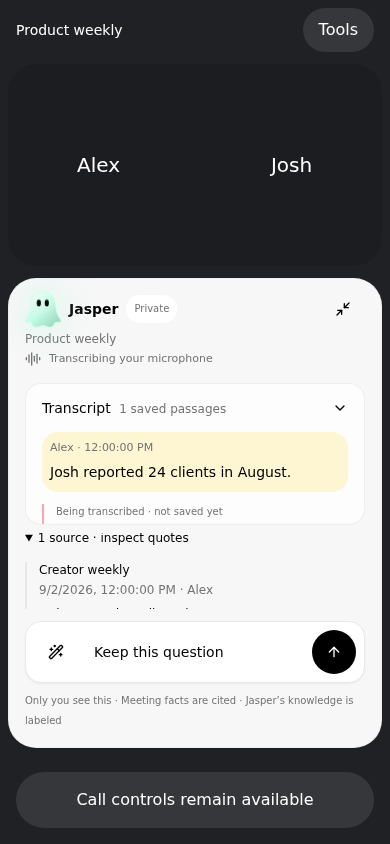 Product weekly
Tools
Alex
Josh
Jasper
Private
Product weekly
Transcribing your microphone
Transcript 1 saved passages
Alex · 12:00:00 PM
Josh reported 24 clients in August.
Being transcribed · not saved yet
▼ 1 source · inspect quotes
Creator weekly
9/2/2026, 12:00:00 PM · Alex
Keep this question
Only you see this · Meeting facts are cited · Jasper's knowledge is
labeled
Call controls remain available